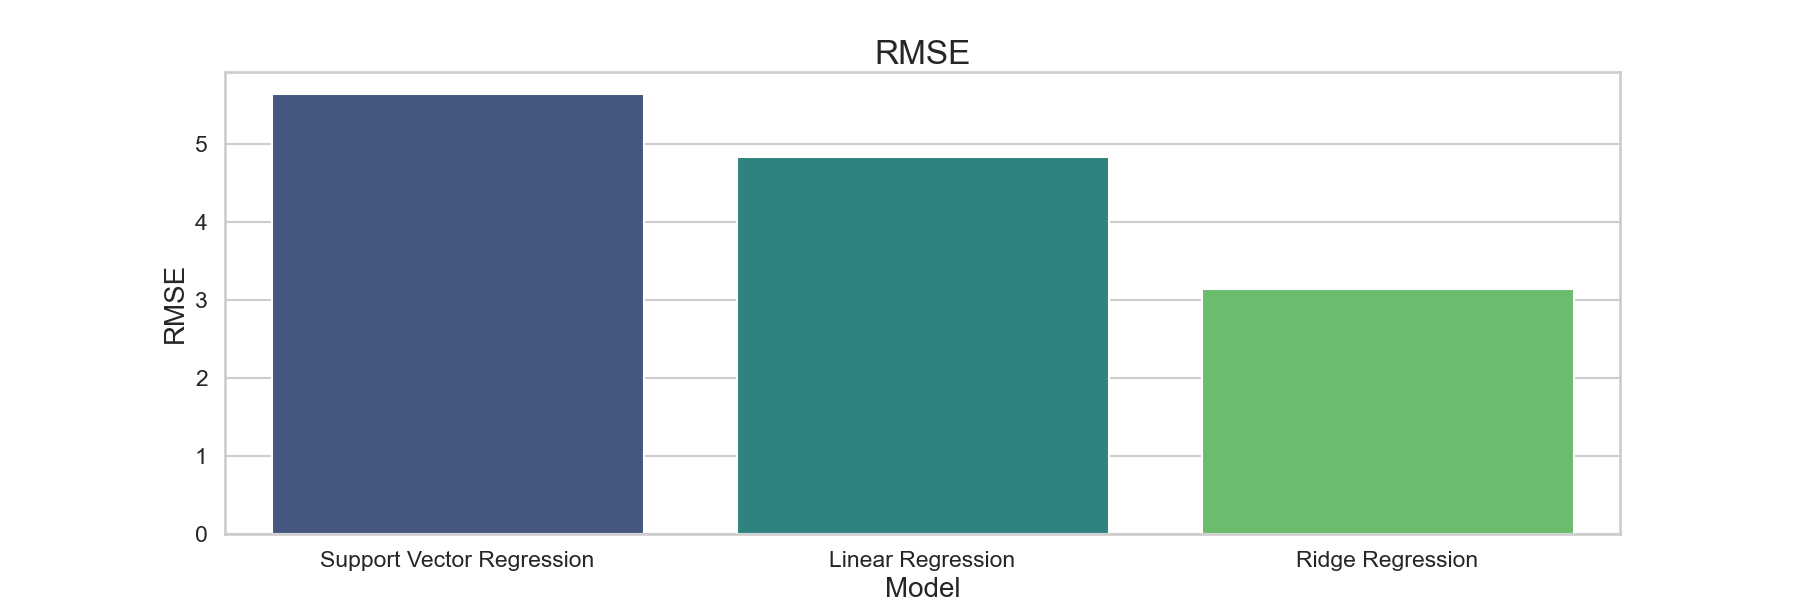 RMSE
RMSE
5
4
3
2
1
0
Support Vector Regression
Linear Regression
Ridge Regression
Model